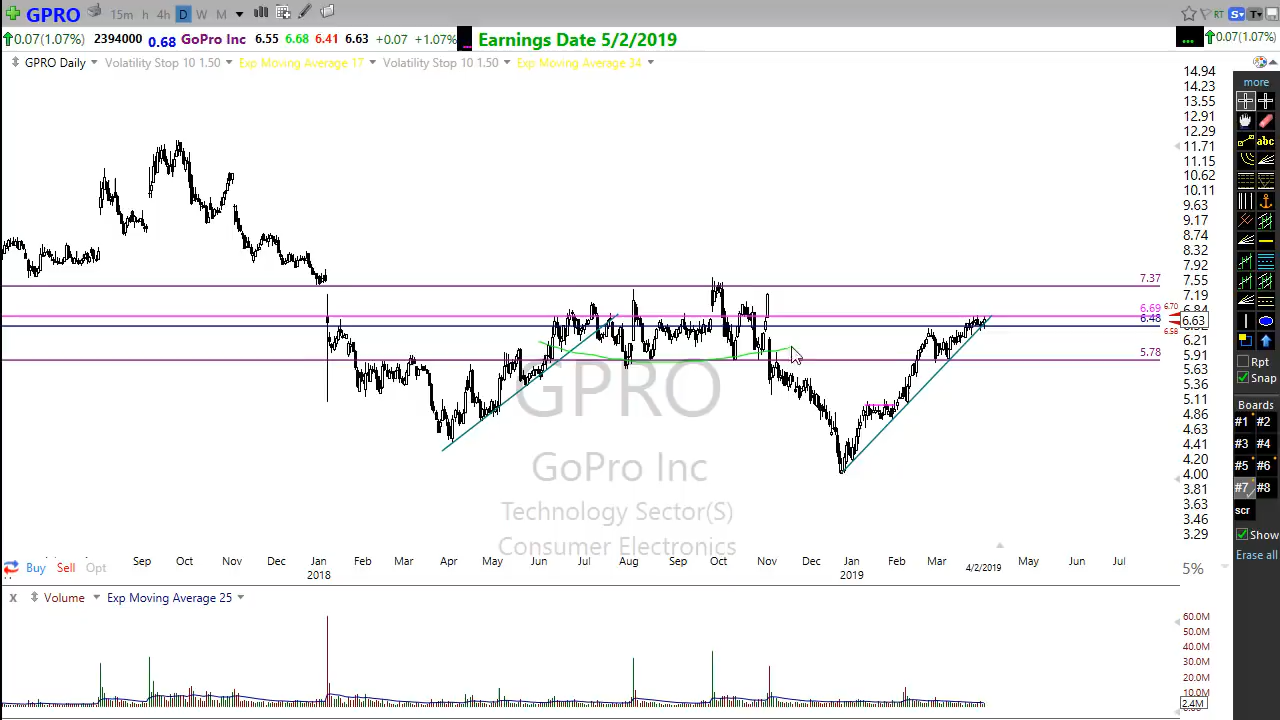 GPRO 15m h 4h D W M RT S T
0.07(1.07%) 2394000 0.68 GoPro Inc 6.55 6.68 6.41 6.63 +0.07 +1.07% Earnings Date 5/2/2019 ... 0.07(1.07%)
GPRO Daily Volatility Stop 10 1.50 Exp Moving Average 17 Volatility Stop 10 1.50 Exp Moving Average 34
14.94
14.23
13.55
12.91
12.29
11.71
11.15
10.62
10.11
9.63
9.17
8.74
8.32
7.92
7.55
7.19
6.63
6.21
5.91
5.63
5.36
5.11
4.86
4.63
4.41
4.20
4.00
3.81
3.63
3.46
3.29
7.37
6.69 6.70
6.48
6.58
5.78
GPRO
GoPro Inc
Technology Sector(S)
Consumer Electronics
more
abc
Rpt
Snap
Boards
#1 #2
#3 #4
#5 #6
#7 #8
scr
Show
Erase all
Sep Oct Nov Dec Jan Feb Mar Apr May Jun Jul Aug Sep Oct Nov Dec Jan Feb Mar 4/2/2019 May Jun Jul
2018 2019
Buy Sell Opt 5%
X Volume Exp Moving Average 25
60.0M
50.0M
40.0M
30.0M
20.0M
10.0M
2.4M